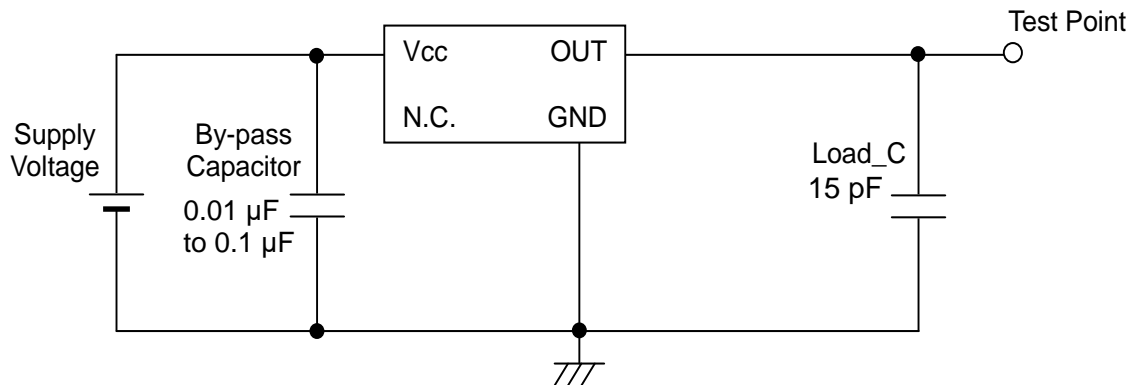 Test Point
Vcc OUT
N.C. GND
Supply
Voltage
By-pass
Capacitor
0.01 µF
to 0.1 µF
Load_C
15 pF